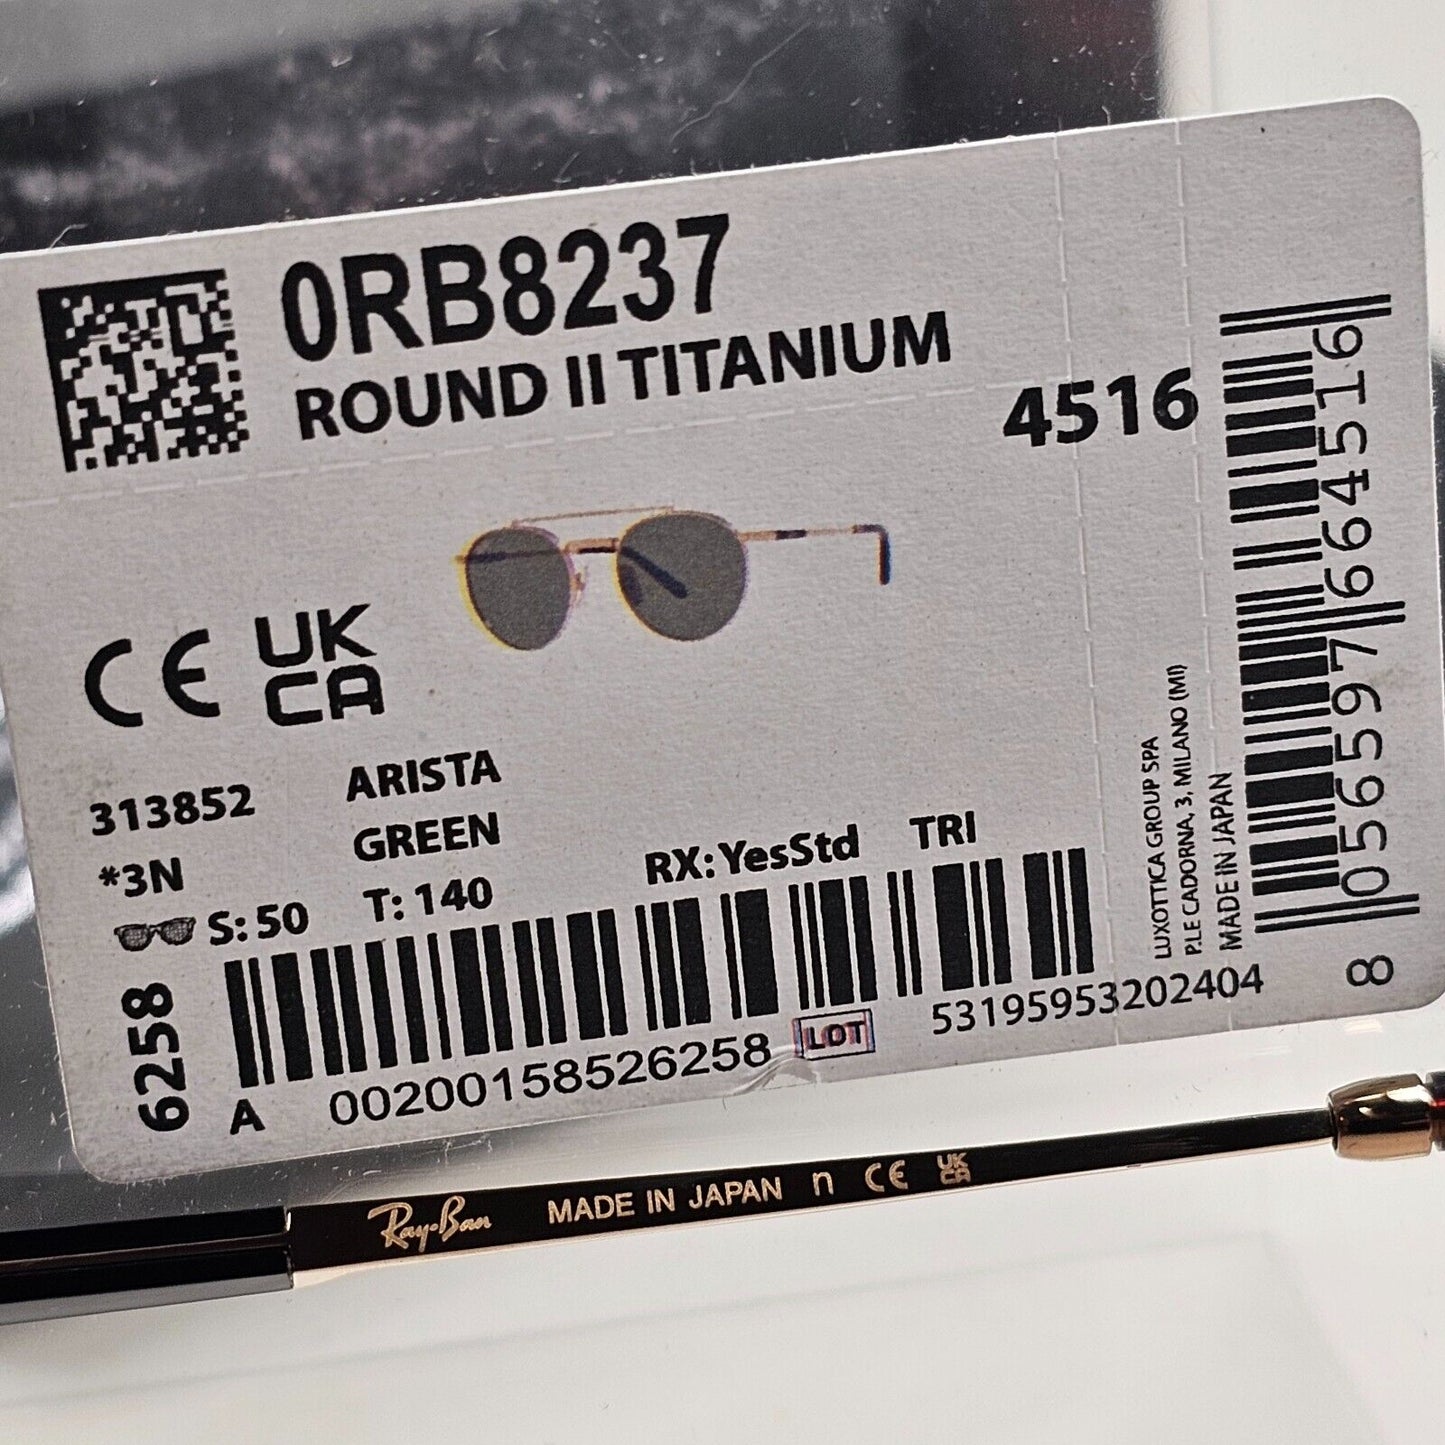 0RB8237
ROUND II TITANIUM
4516
CE UK CA
313852 ARISTA
*3N GREEN
S: 50 T: 140 RX: YesStd TRI
6258
A 00200158526258 LOT 53195953202404
LUXOTTICA GROUP SPA
P.LE CADORNA, 3, MILANO (MI)
MADE IN JAPAN
8 056597 664516
Ray-Ban MADE IN JAPAN n CE UK CA